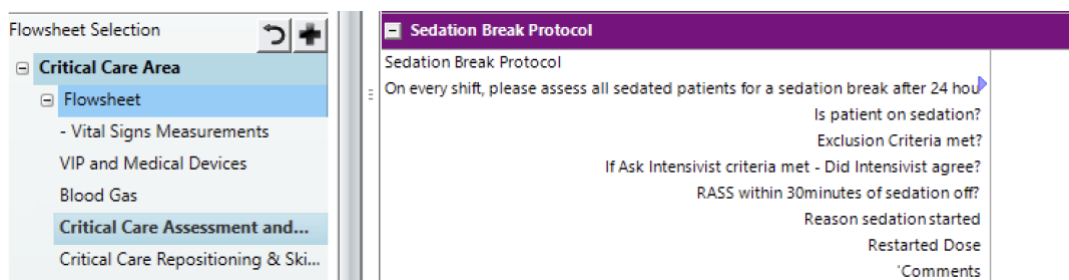 Flowsheet Selection
Critical Care Area
Flowsheet
- Vital Signs Measurements
VIP and Medical Devices
Blood Gas
Critical Care Assessment and...
Critical Care Repositioning & Ski...
Sedation Break Protocol
Sedation Break Protocol
On every shift, please assess all sedated patients for a sedation break after 24 hou
Is patient on sedation?
Exclusion Criteria met?
If Ask Intensivist criteria met - Did Intensivist agree?
RASS within 30minutes of sedation off?
Reason sedation started
Restarted Dose
'Comments